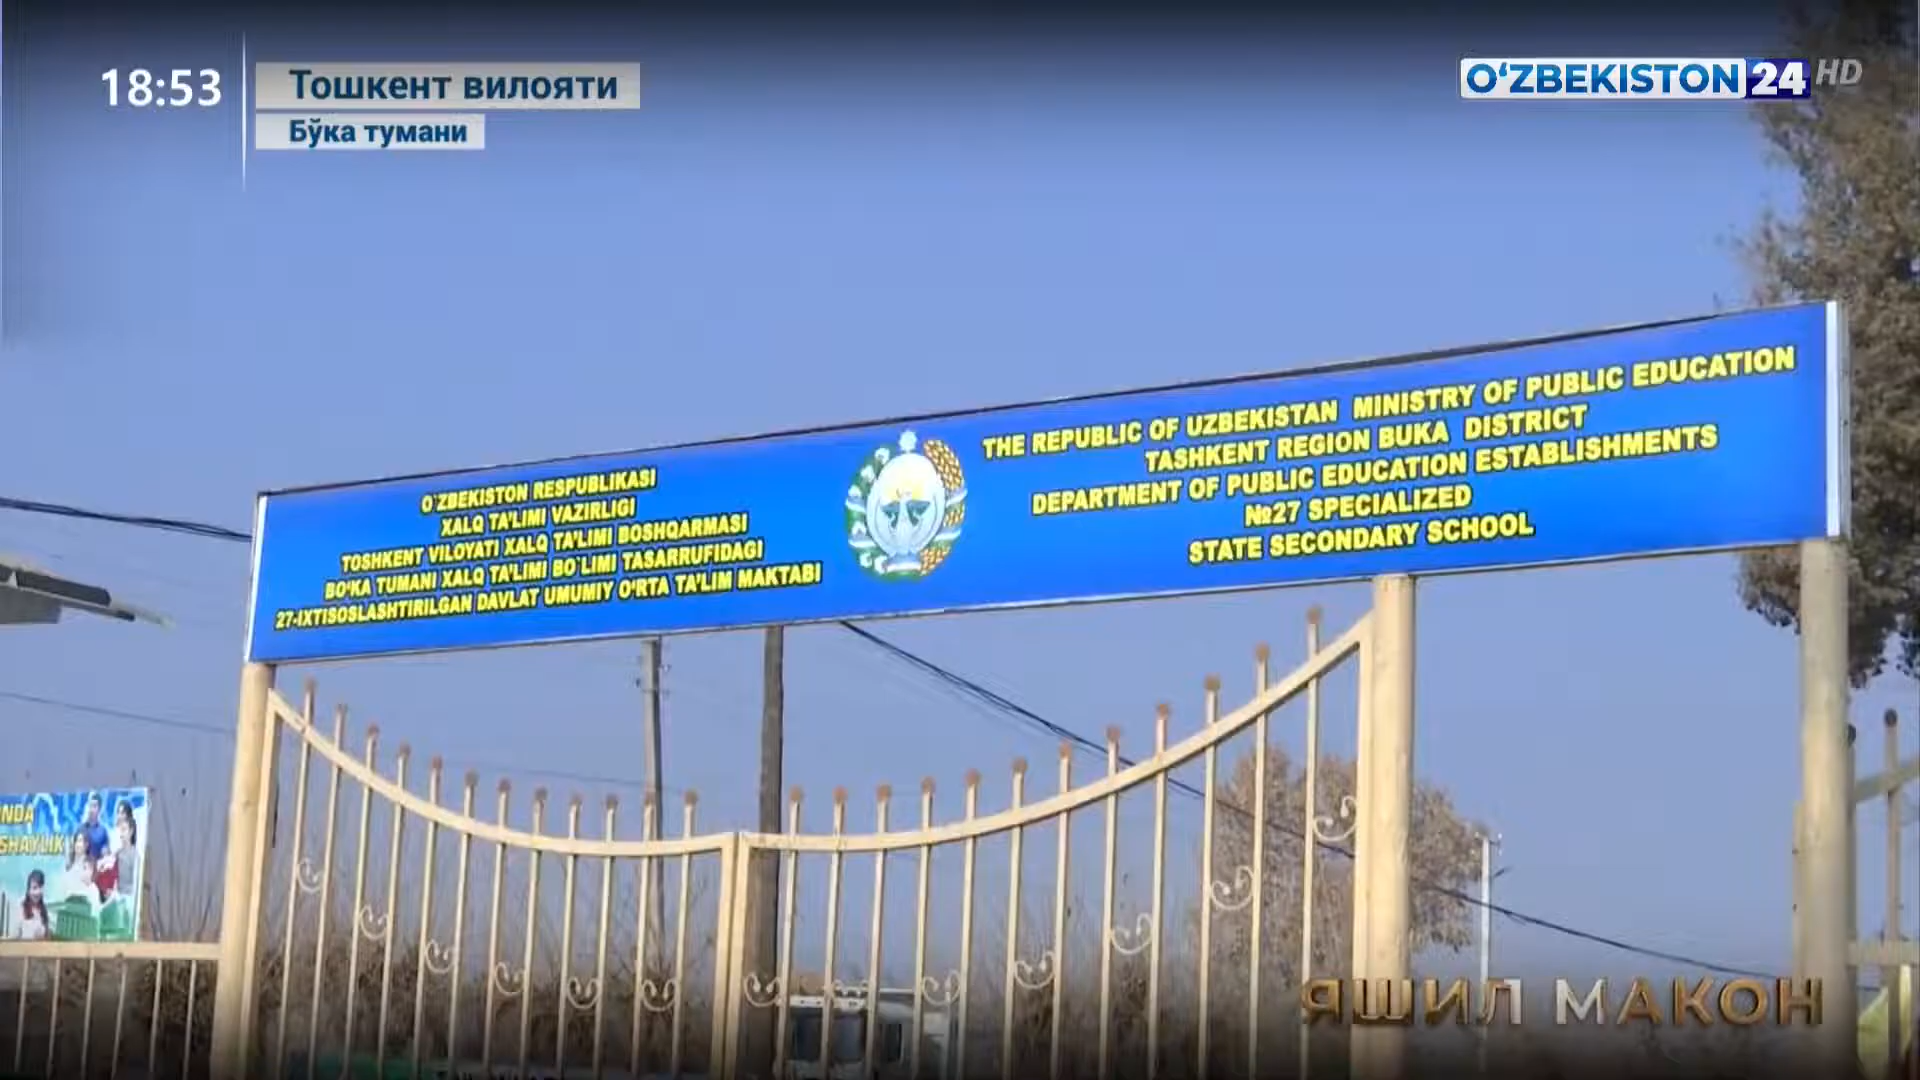 18:53
Тошкент вилояти
Бўка тумани
O‘ZBEKISTON 24 HD
O`ZBEKISTON RESPUBLIKASI
XALQ TA’LIMI VAZIRLIGI
TOSHKENT VILOYATI XALQ TA’LIMI BOSHQARMASI
BO‘KA TUMANI XALQ TA’LIMI BO`LIMI TASARRUFIDAGI
27-IXTISOSLASHTIRILGAN DAVLAT UMUMIY O‘RTA TA’LIM MAKTABI
THE REPUBLIC OF UZBEKISTAN MINISTRY OF PUBLIC EDUCATION
TASHKENT REGION BUKA DISTRICT
DEPARTMENT OF PUBLIC EDUCATION ESTABLISHMENTS
№27 SPECIALIZED
STATE SECONDARY SCHOOL
ЯШИЛ МАКОН